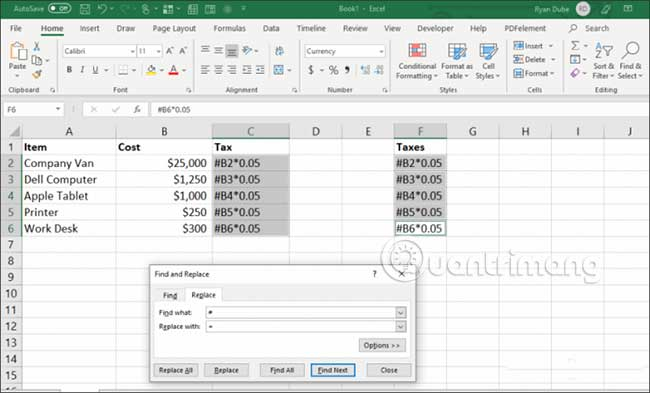 AutoSave Off Book1 - Excel Ryan Dube RD
File Home Insert Draw Page Layout Formulas Data Review View Developer Help Power Pivot PDFelement
Paste Calibri 11 A A Currency Conditional Format as Cell Insert Sort & Find &
B I U A $ % Formatting Table Styles Delete Filter Select
Format
Clipboard Font Alignment Number Styles Cells Editing
F6 fx #B6*0.05
A B C D E F G H I J
1 Item Cost Tax Taxes
2 Company Van $25,000 #B2*0.05 #B2*0.05
3 Dell Computer $1,250 #B3*0.05 #B3*0.05
4 Apple Tablet $1,000 #B4*0.05 #B4*0.05
5 Printer $250 #B5*0.05 #B5*0.05
6 Work Desk $300 #B6*0.05 #B6*0.05
7
8
Quantrimang
9
Find and Replace ? ×
10
Find Replace
11
Find what: #
12
Replace with: =
13
Options >>
14
Replace All Replace Find All Find Next Close
15